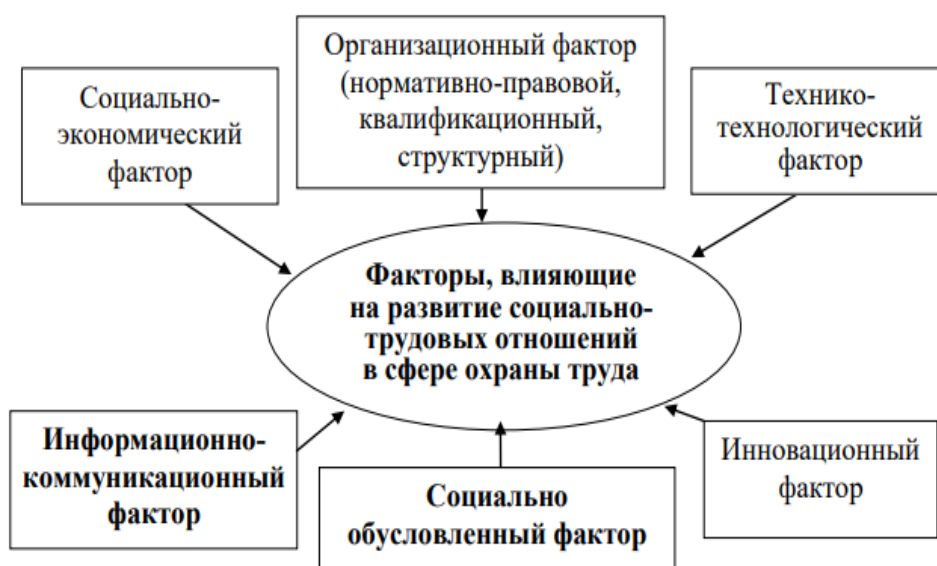 Социально-
экономический
фактор
Организационный фактор
(нормативно-правовой,
квалификационный,
структурный)
Технико-
технологический
фактор
Факторы, влияющие
на развитие социально-
трудовых отношений
в сфере охраны труда
Информационно-
коммуникационный
фактор
Социально
обусловленный фактор
Инновационный
фактор